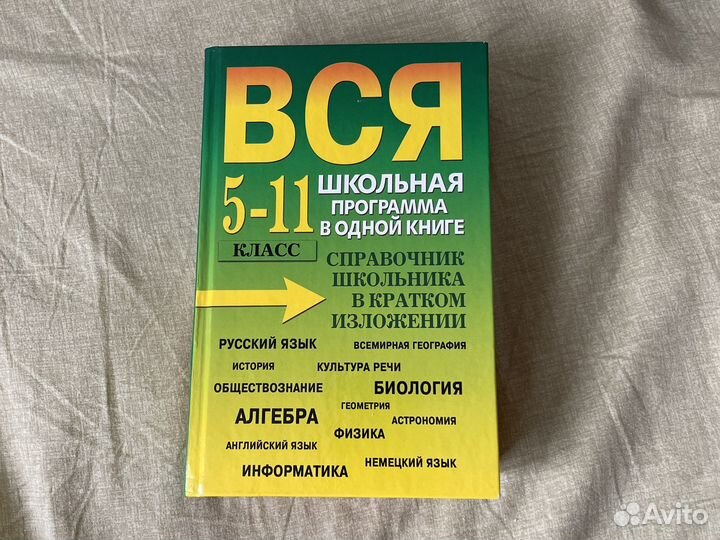 ВСЯ
5-11
КЛАСС
ШКОЛЬНАЯ
ПРОГРАММА
В ОДНОЙ КНИГЕ
СПРАВОЧНИК
ШКОЛЬНИКА
В КРАТКОМ
ИЗЛОЖЕНИИ
РУССКИЙ ЯЗЫК
ВСЕМИРНАЯ ГЕОГРАФИЯ
ИСТОРИЯ
КУЛЬТУРА РЕЧИ
ОБЩЕСТВОЗНАНИЕ
БИОЛОГИЯ
ГЕОМЕТРИЯ
АЛГЕБРА
АСТРОНОМИЯ
ФИЗИКА
АНГЛИЙСКИЙ ЯЗЫК
НЕМЕЦКИЙ ЯЗЫК
ИНФОРМАТИКА
Avito